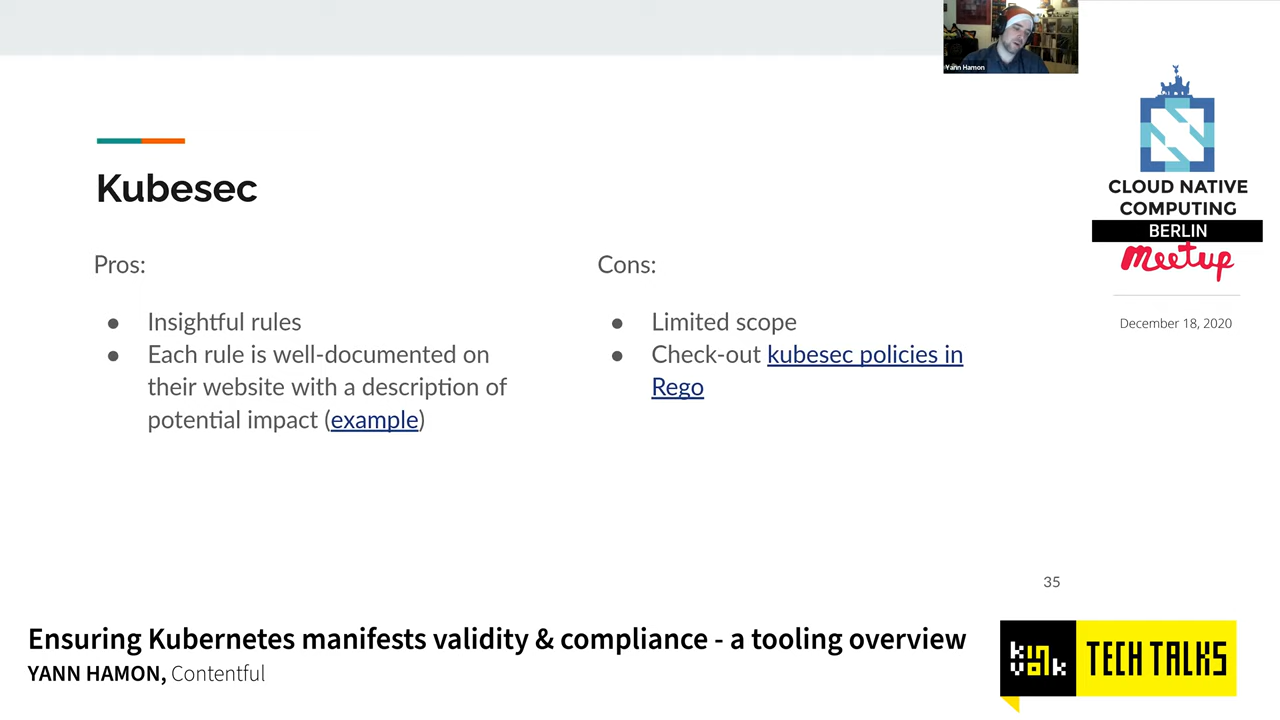 Yann Hamon
CLOUD NATIVE
COMPUTING
BERLIN
meetup
December 18, 2020
Kubesec
Pros:
● Insightful rules
● Each rule is well-documented on
their website with a description of
potential impact (example)
Cons:
● Limited scope
● Check-out kubesec policies in
Rego
35
Ensuring Kubernetes manifests validity & compliance - a tooling overview
YANN HAMON, Contentful
kinvolk
TECH TALKS